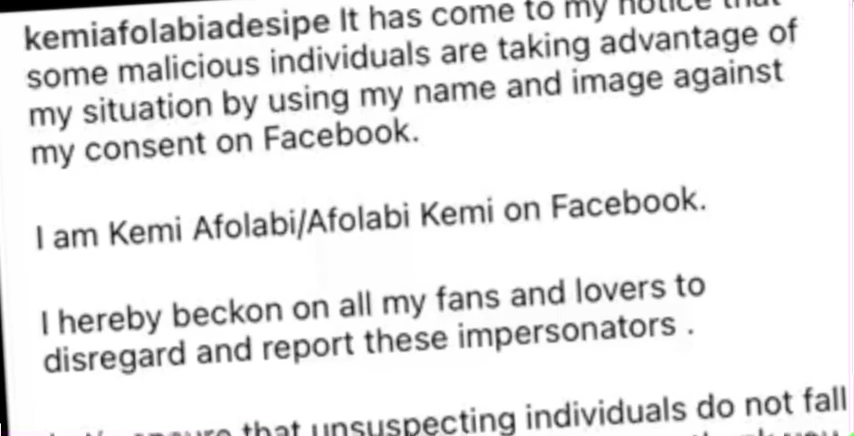 kemiafolabiadesipe It has come to my notice that
some malicious individuals are taking advantage of
my situation by using my name and image against
my consent on Facebook.
I am Kemi Afolabi/Afolabi Kemi on Facebook.
I hereby beckon on all my fans and lovers to
disregard and report these impersonators .
that unsuspecting individuals do not fall